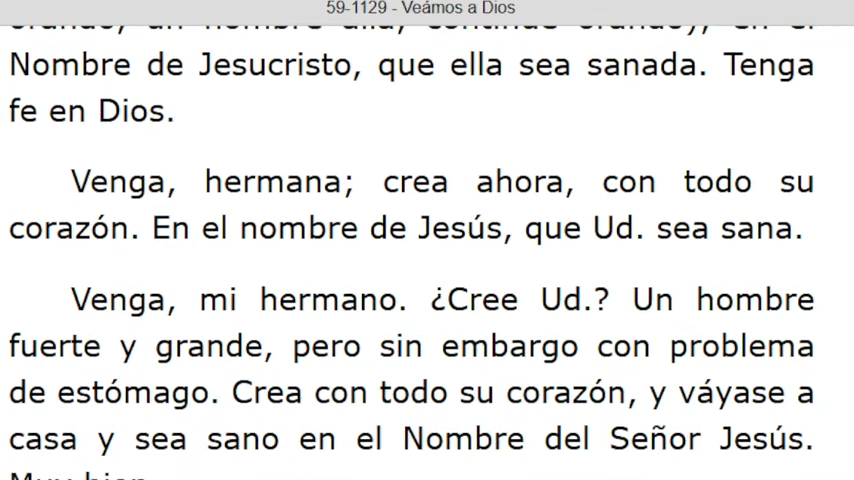 59-1129 - Veámos a Dios
Nombre de Jesucristo, que ella sea sanada. Tenga
fe en Dios.
Venga, hermana; crea ahora, con todo su
corazón. En el nombre de Jesús, que Ud. sea sana.
Venga, mi hermano. ¿Cree Ud.? Un hombre
fuerte y grande, pero sin embargo con problema
de estómago. Crea con todo su corazón, y váyase a
casa y sea sano en el Nombre del Señor Jesús.